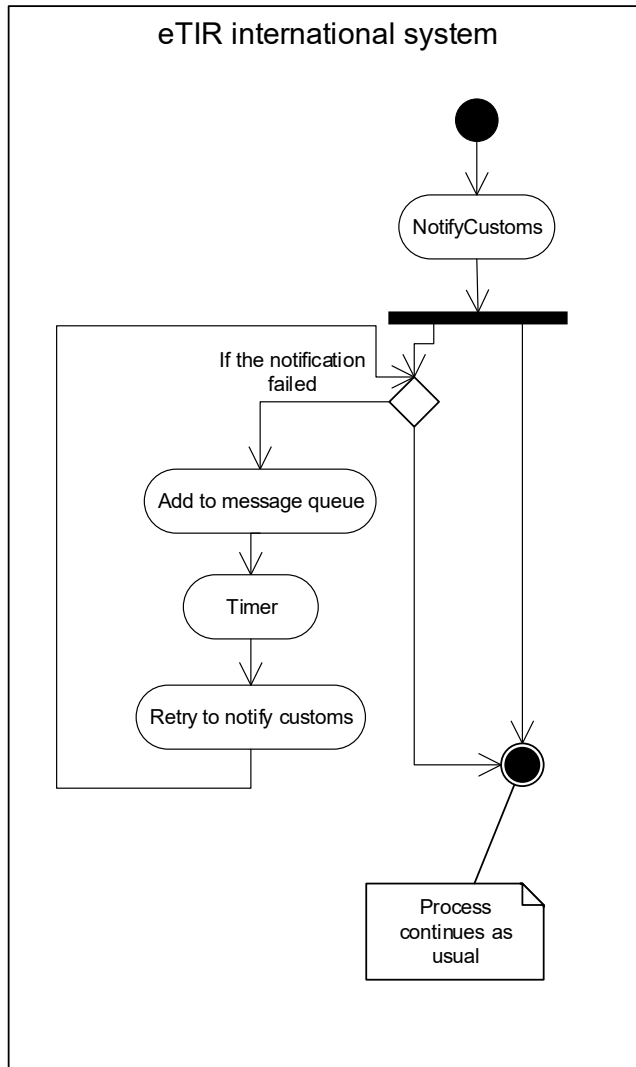 eTIR international system
NotifyCustoms
If the notification
failed
Add to message queue
Timer
Retry to notify customs
Process
continues as
usual